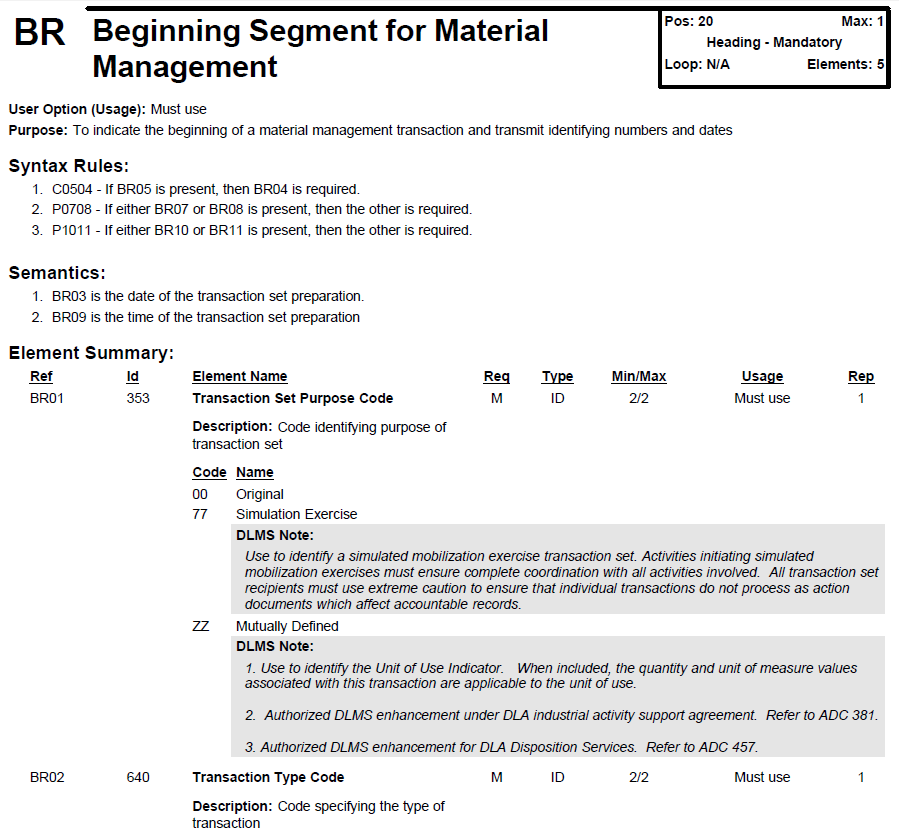 BR Beginning Segment for Material
Management
Pos: 20 Max: 1
Heading - Mandatory
Loop: N/A Elements: 5
User Option (Usage): Must use
Purpose: To indicate the beginning of a material management transaction and transmit identifying numbers and dates
Syntax Rules:
1. C0504 - If BR05 is present, then BR04 is required.
2. P0708 - If either BR07 or BR08 is present, then the other is required.
3. P1011 - If either BR10 or BR11 is present, then the other is required.
Semantics:
1. BR03 is the date of the transaction set preparation.
2. BR09 is the time of the transaction set preparation
Element Summary:
Ref Id Element Name Req Type Min/Max Usage Rep
BR01 353 Transaction Set Purpose Code M ID 2/2 Must use 1
Description: Code identifying purpose of
transaction set
Code Name
00 Original
77 Simulation Exercise
DLMS Note:
Use to identify a simulated mobilization exercise transaction set. Activities initiating simulated
mobilization exercises must ensure complete coordination with all activities involved. All transaction set
recipients must use extreme caution to ensure that individual transactions do not process as action
documents which affect accountable records.
ZZ Mutually Defined
DLMS Note:
1. Use to identify the Unit of Use Indicator. When included, the quantity and unit of measure values
associated with this transaction are applicable to the unit of use.
2. Authorized DLMS enhancement under DLA industrial activity support agreement. Refer to ADC 381.
3. Authorized DLMS enhancement for DLA Disposition Services. Refer to ADC 457.
BR02 640 Transaction Type Code M ID 2/2 Must use 1
Description: Code specifying the type of
transaction